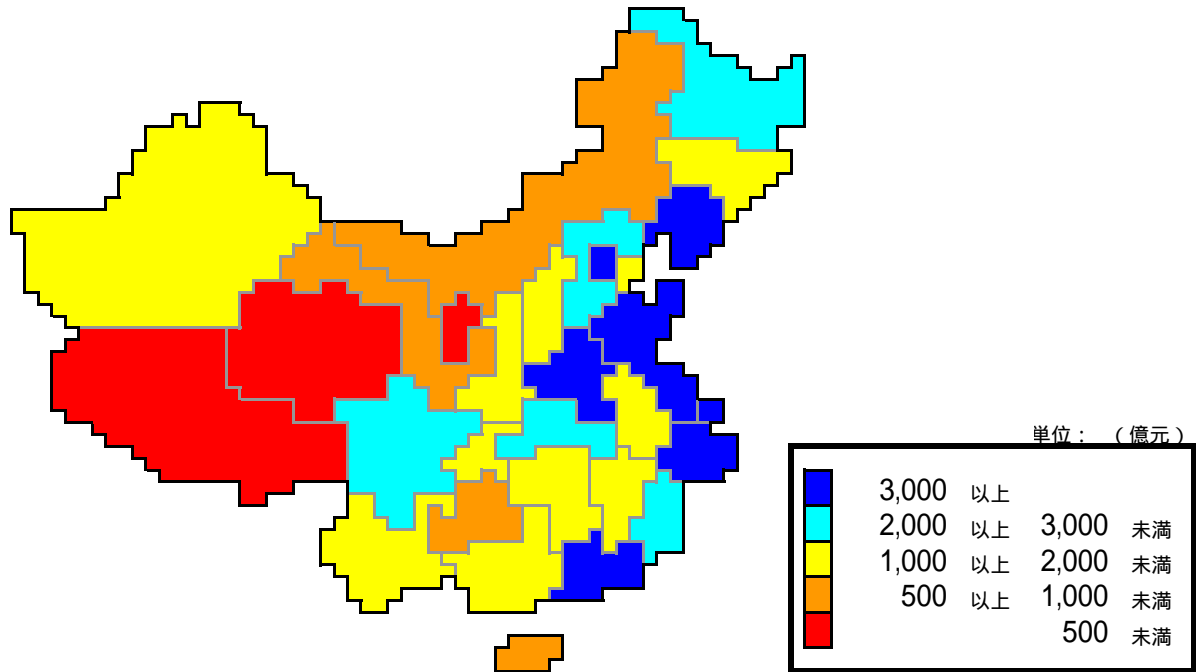 単位： （億元）
3,000 以上
2,000 以上 3,000 未満
1,000 以上 2,000 未満
500 以上 1,000 未満
500 未満